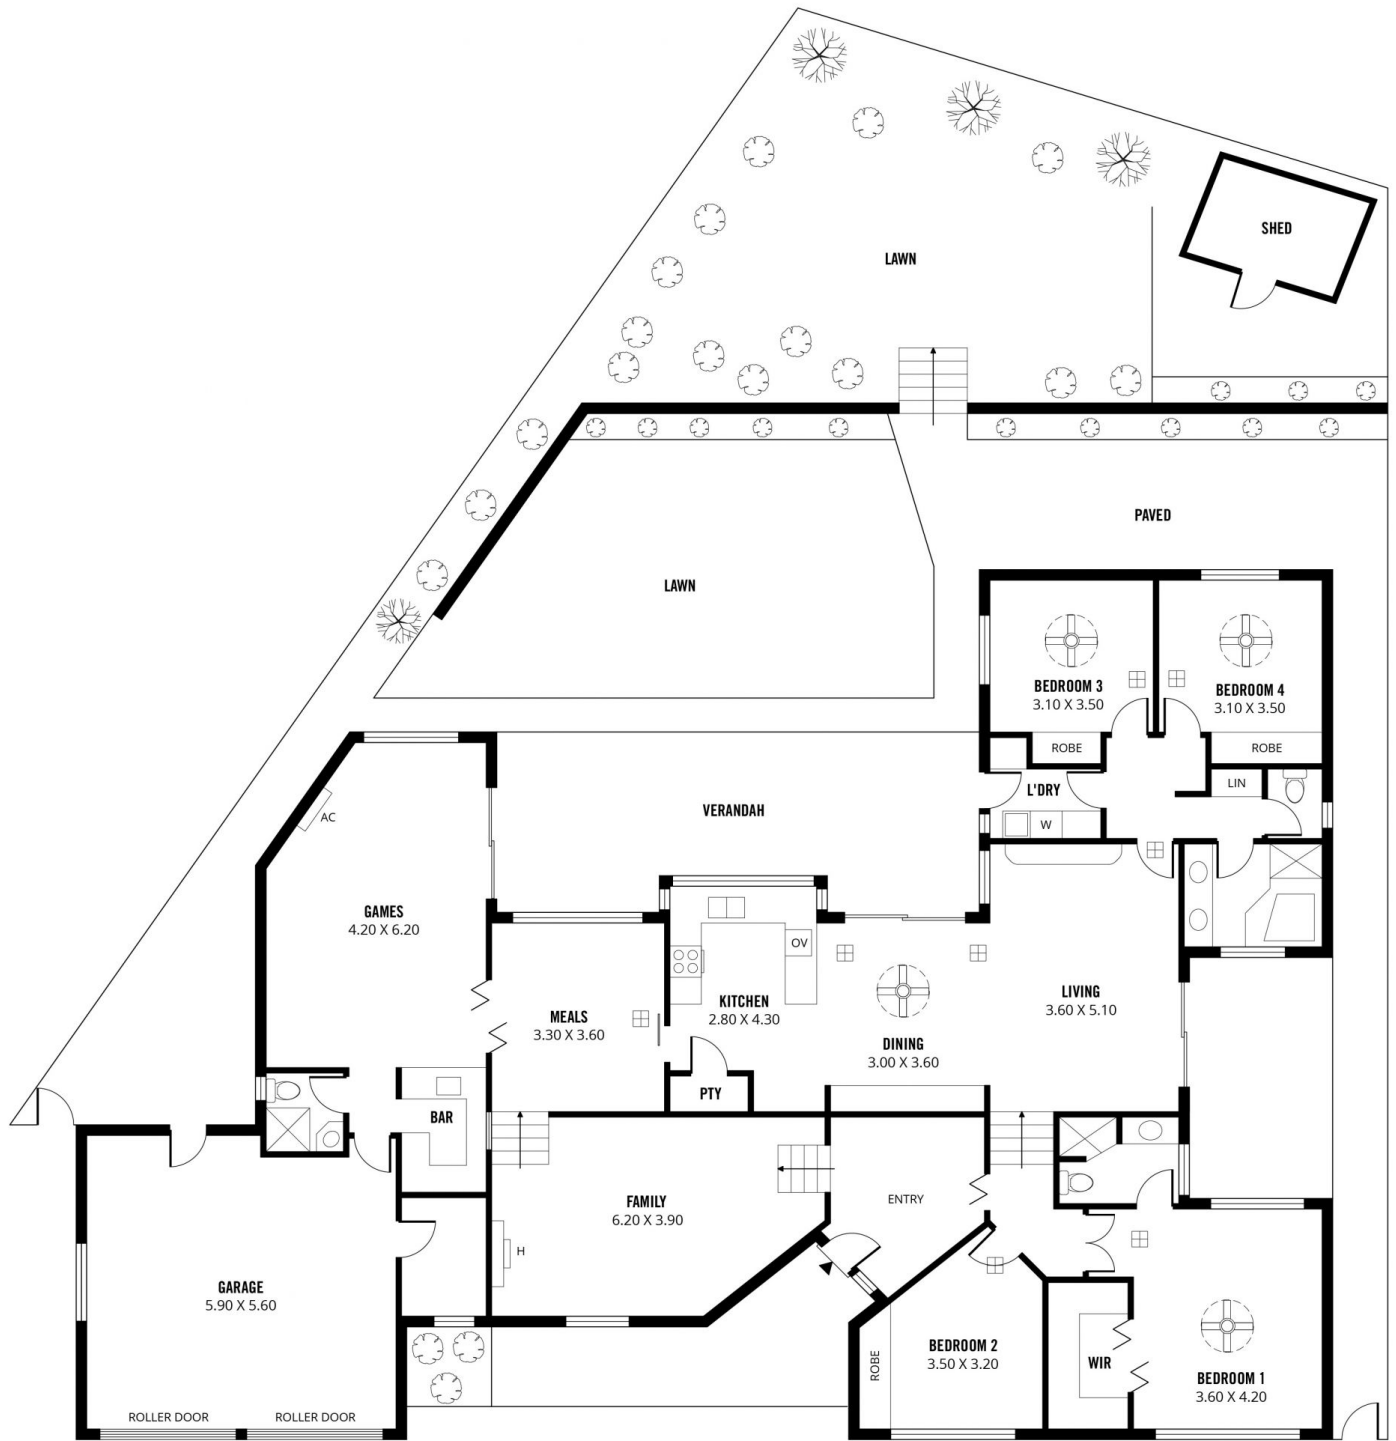 SHED
LAWN
PAVED
LAWN
BEDROOM 3
3.10 X 3.50
BEDROOM 4
3.10 X 3.50
ROBE
ROBE
L'DRY
LIN
W
VERANDAH
AC
GAMES
4.20 X 6.20
OV
LIVING
3.60 X 5.10
KITCHEN
2.80 X 4.30
MEALS
3.30 X 3.60
DINING
3.00 X 3.60
PTY
BAR
FAMILY
6.20 X 3.90
ENTRY
H
GARAGE
5.90 X 5.60
BEDROOM 2
3.50 X 3.20
ROBE
WIR
BEDROOM 1
3.60 X 4.20
ROLLER DOOR
ROLLER DOOR